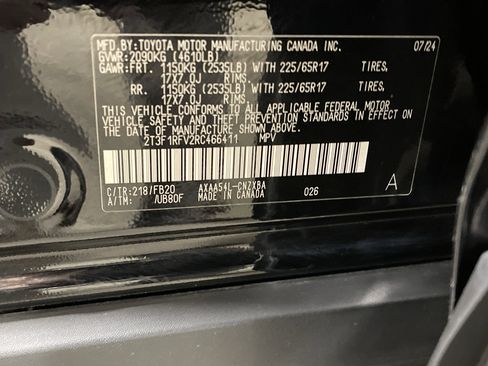 MFD.BY:TOYOTA MOTOR MANUFACTURING CANADA INC. 07/24
GVWR:2090KG (4610LB)
GAWR:FRT. 1150KG (2535LB) WITH 225/65R17 TIRES,
17X7.0J RIMS.
RR. 1150KG (2535LB) WITH 225/65R17 TIRES,
17X7.0J RIMS.
THIS VEHICLE CONFORMS TO ALL APPLICABLE FEDERAL MOTOR
VEHICLE SAFETY AND THEFT PREVENTION STANDARDS IN
EFFECT ON THE DATE OF MANUFACTURE SHOWN ABOVE.
2T3F1RFV2RC466411 MPV
C/TR:218/FB20 AXAA54L-CNZXBA 026 A
A/TM: /UB80F MADE IN CANADA